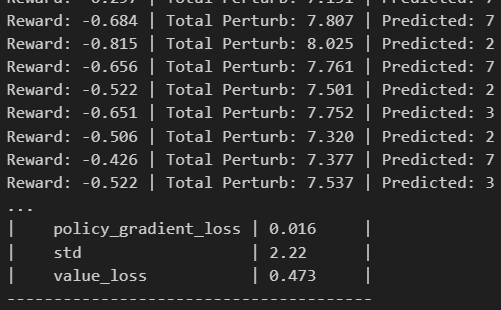 Reward: -0.297 | Total Perturb: 7.151 | Predicted: 7
Reward: -0.684 | Total Perturb: 7.807 | Predicted: 7
Reward: -0.815 | Total Perturb: 8.025 | Predicted: 2
Reward: -0.656 | Total Perturb: 7.761 | Predicted: 7
Reward: -0.522 | Total Perturb: 7.501 | Predicted: 2
Reward: -0.651 | Total Perturb: 7.752 | Predicted: 3
Reward: -0.506 | Total Perturb: 7.320 | Predicted: 2
Reward: -0.426 | Total Perturb: 7.377 | Predicted: 7
Reward: -0.522 | Total Perturb: 7.537 | Predicted: 3
...
|    policy_gradient_loss | 0.016     |
|    std                  | 2.22      |
|    value_loss           | 0.473     |
---------------------------------------